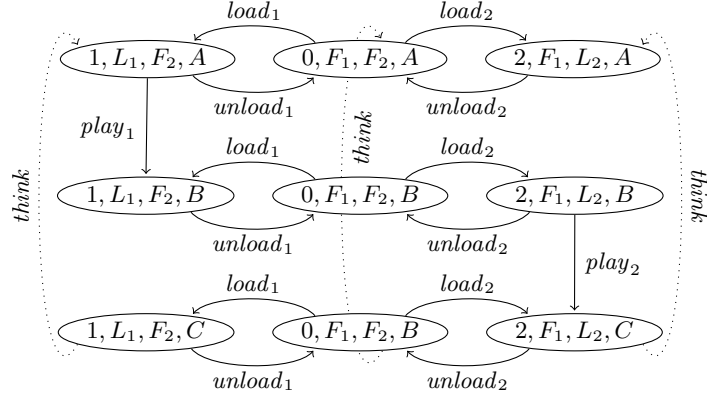 load₁ load₂
1, L₁, F₂, A 0, F₁, F₂, A 2, F₁, L₂, A
unload₁ unload₂
play₁
think
load₁ load₂
think
think
1, L₁, F₂, B 0, F₁, F₂, B 2, F₁, L₂, B
unload₁ unload₂
play₂
load₁ load₂
1, L₁, F₂, C 0, F₁, F₂, B 2, F₁, L₂, C
unload₁ unload₂